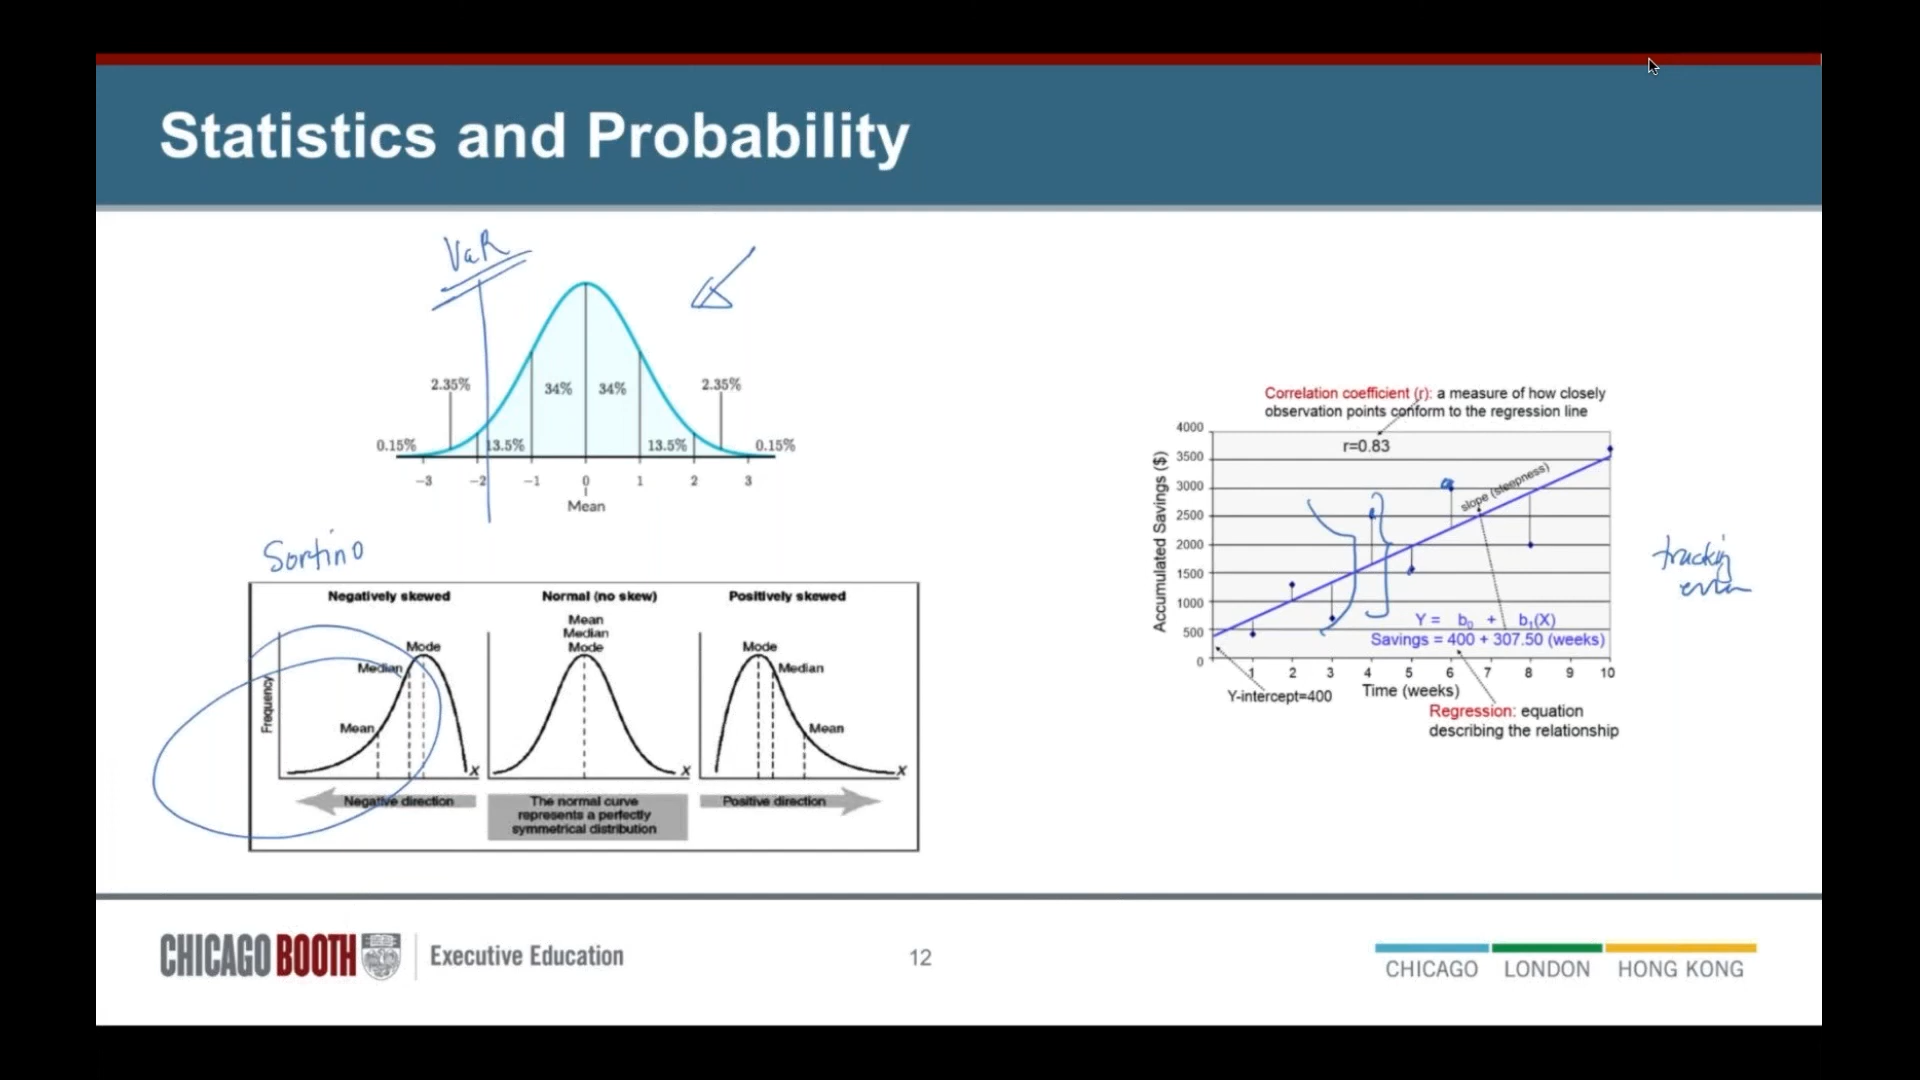 Statistics and Probability
VaR
2.35%
34%
34%
2.35%
0.15%
13.5%
13.5%
0.15%
−3
−2
−1
0
1
2
3
Mean
Sortino
Negatively skewed
Normal (no skew)
Positively skewed
Mean
Median
Mode
Mode
Mode
Median
Median
Mean
Mean
Frequency
X
X
X
Negative direction
The normal curve
represents a perfectly
symmetrical distribution
Positive direction
Correlation coefficient (r): a measure of how closely
observation points conform to the regression line
4000
3500
3000
2500
2000
1500
1000
500
0
Accumulated Savings ($)
r=0.83
slope (steepness)
Y = b₀ + b₁(X)
Savings = 400 + 307.50 (weeks)
1
2
3
4
5
6
7
8
9
10
Y-intercept=400
Time (weeks)
Regression: equation
describing the relationship
tracking
error
CHICAGO BOOTH
Executive Education
12
CHICAGO
LONDON
HONG KONG